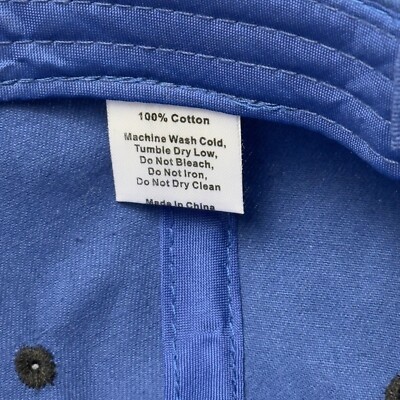 100% Cotton
Machine Wash Cold,
Tumble Dry Low,
Do Not Bleach,
Do Not Iron,
Do Not Dry Clean
Made In China